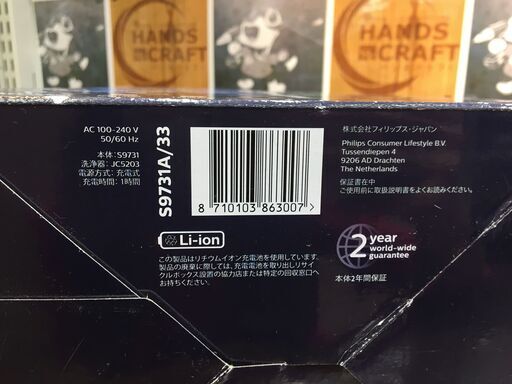 HANDS
CRAFT
HANDS
CRAFT
AC 100-240 V
50/60 Hz
本体: S9731
洗浄器: JC5203
電源方式: 充電式
充電時間: 1時間
S9731A/33
8 710103 863007 >
株式会社フィリップス・ジャパン
Philips Consumer Lifestyle B.V.
Tussendiepen 4
9206 AD Drachten
The Netherlands
保証書在中
ご使用前に取扱説明書をよくお読みください。
Li-ion
この製品はリチウムイオン充電池を使用しています。
製品の廃棄に際しては、充電電池を取り出しリサイ
クルボックス設置の協力店または特定の回収窓口へ
お持ちください。
2 year
world-wide
guarantee
本体2年間保証